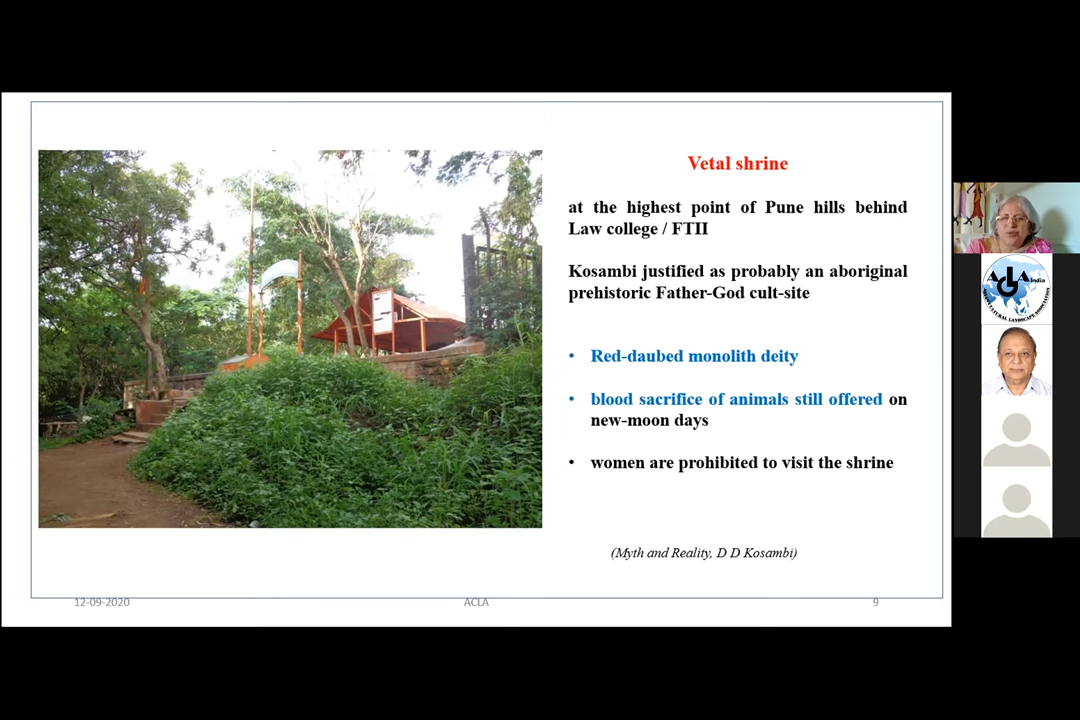 Vetal shrine
at the highest point of Pune hills behind
Law college / FTII
Kosambi justified as probably an aboriginal
prehistoric Father-God cult-site
• Red-daubed monolith deity
• blood sacrifice of animals still offered on
new-moon days
• women are prohibited to visit the shrine
(Myth and Reality, D D Kosambi)
12-09-2020
ACLA
9
ACLA
India